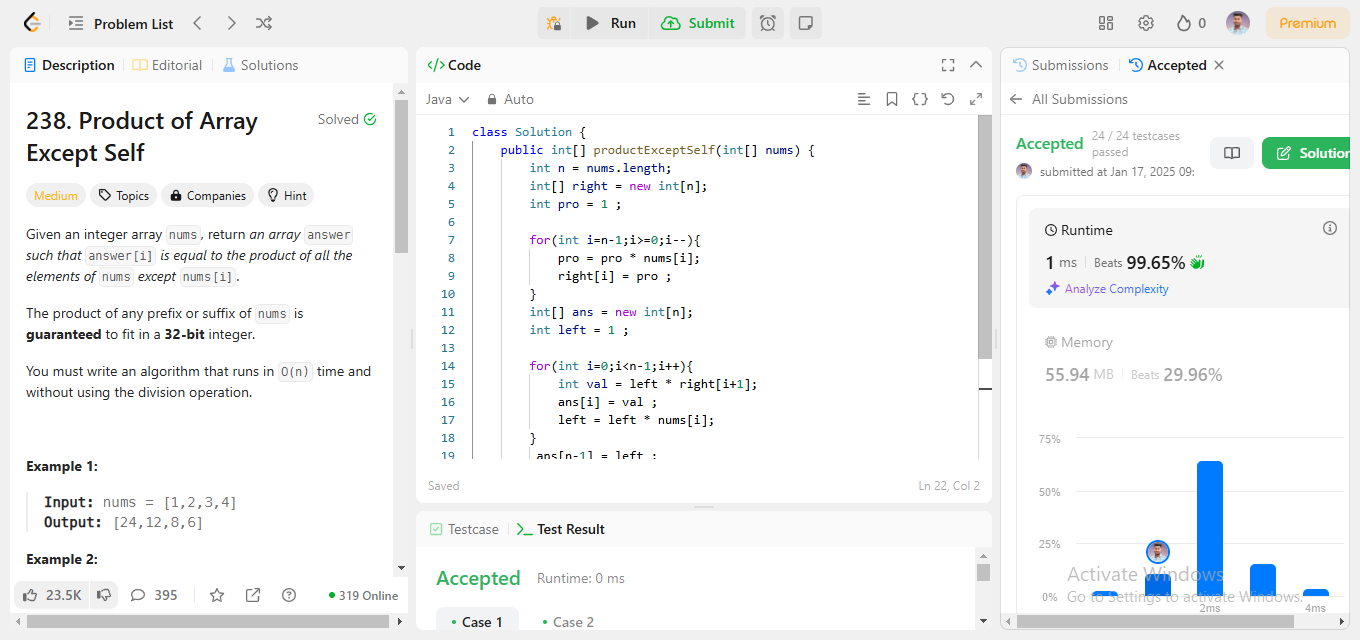 Problem List
Run
Submit
0
Premium
Description
Editorial
Solutions
238. Product of Array
Except Self
Solved
Medium
Topics
Companies
Hint
Given an integer array nums, return an array answer
such that answer[i] is equal to the product of all the
elements of nums except nums[i].
The product of any prefix or suffix of nums is
guaranteed to fit in a 32-bit integer.
You must write an algorithm that runs in O(n) time and
without using the division operation.
Example 1:
Input: nums = [1,2,3,4]
Output: [24,12,8,6]
Example 2:
23.5K
395
319 Online
</> Code
Java
Auto
1 class Solution {
2 public int[] productExceptSelf(int[] nums) {
3 int n = nums.length;
4 int[] right = new int[n];
5 int pro = 1 ;
6
7 for(int i=n-1;i>=0;i--){
8 pro = pro * nums[i];
9 right[i] = pro ;
10 }
11 int[] ans = new int[n];
12 int left = 1 ;
13
14 for(int i=0;i<n-1;i++){
15 int val = left * right[i+1];
16 ans[i] = val ;
17 left = left * nums[i];
18 }
19 ans[n-1] = left ;
Saved
Ln 22, Col 2
Testcase
Test Result
Accepted
Runtime: 0 ms
Case 1
Case 2
Submissions
Accepted
All Submissions
Accepted
24 / 24 testcases
passed
submitted at Jan 17, 2025 09:
Solution
Runtime
1 ms
Beats 99.65%
Analyze Complexity
Memory
55.94 MB
Beats 29.96%
75%
50%
25%
0%
2ms
4ms
Activate Windows
Go to Settings to activate Windows.